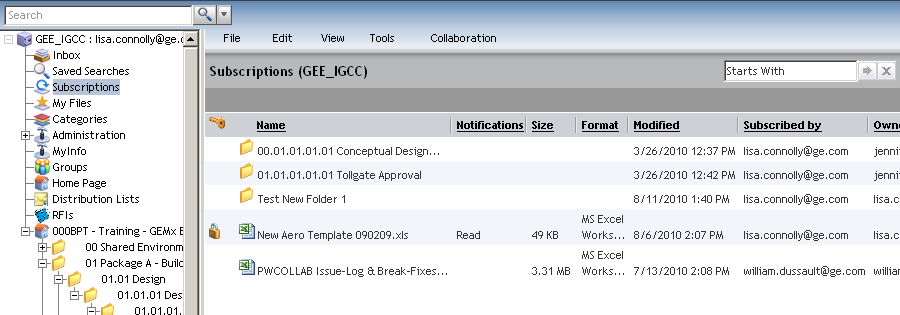 Search
GEE_IGCC : lisa.connolly@ge.c
Inbox
Saved Searches
Subscriptions
My Files
Categories
Administration
MyInfo
Groups
Home Page
Distribution Lists
RFIs
000BPT - Training - GEMx E
00 Shared Environm
01 Package A - Build
01.01 Design
01.01.01 Des
01.01.01.
File Edit View Tools Collaboration
Subscriptions (GEE_IGCC) Starts With
Name Notifications Size Format Modified Subscribed by Owne
00.01.01.01.01 Conceptual Design... 3/26/2010 12:37 PM lisa.connolly@ge.com jennif
01.01.01.01.01 Tollgate Approval 3/26/2010 12:42 PM lisa.connolly@ge.com jennif
Test New Folder 1 8/11/2010 1:40 PM lisa.connolly@ge.com lisa.c
New Aero Template 090209.xls Read 49 KB MS Excel Works... 8/6/2010 2:07 PM lisa.connolly@ge.com lisa.c
PWCOLLAB Issue-Log & Break-Fixes... 3.31 MB MS Excel Works... 7/13/2010 2:08 PM william.dussault@ge.com william